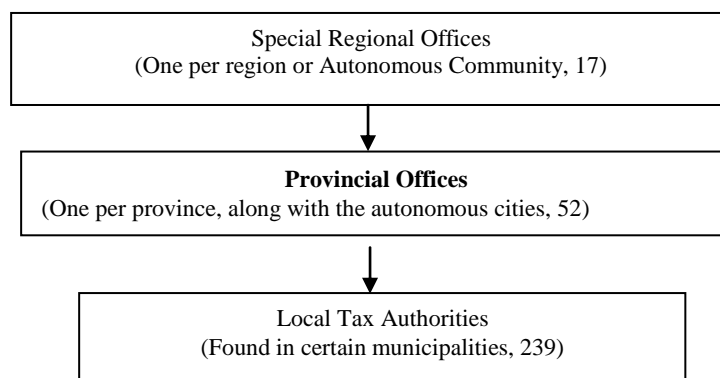 Special Regional Offices
(One per region or Autonomous Community, 17)
Provincial Offices
(One per province, along with the autonomous cities, 52)
Local Tax Authorities
(Found in certain municipalities, 239)